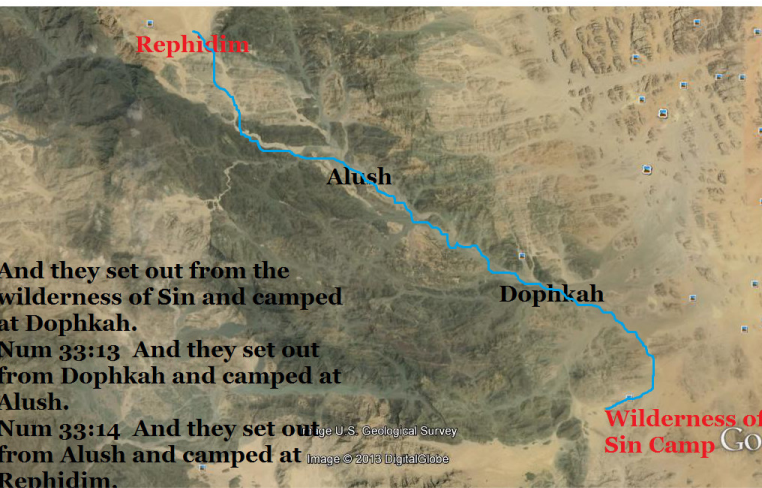 Rephidim
Alush
Dophkah
And they set out from the
wilderness of Sin and camped
at Dophkah.
Num 33:13 And they set out
from Dophkah and camped at
Alush.
Num 33:14 And they set out
from Alush and camped at
Rephidim.
Wilderness of
Sin Camp
Image U.S. Geological Survey
Image © 2013 DigitalGlobe
Go